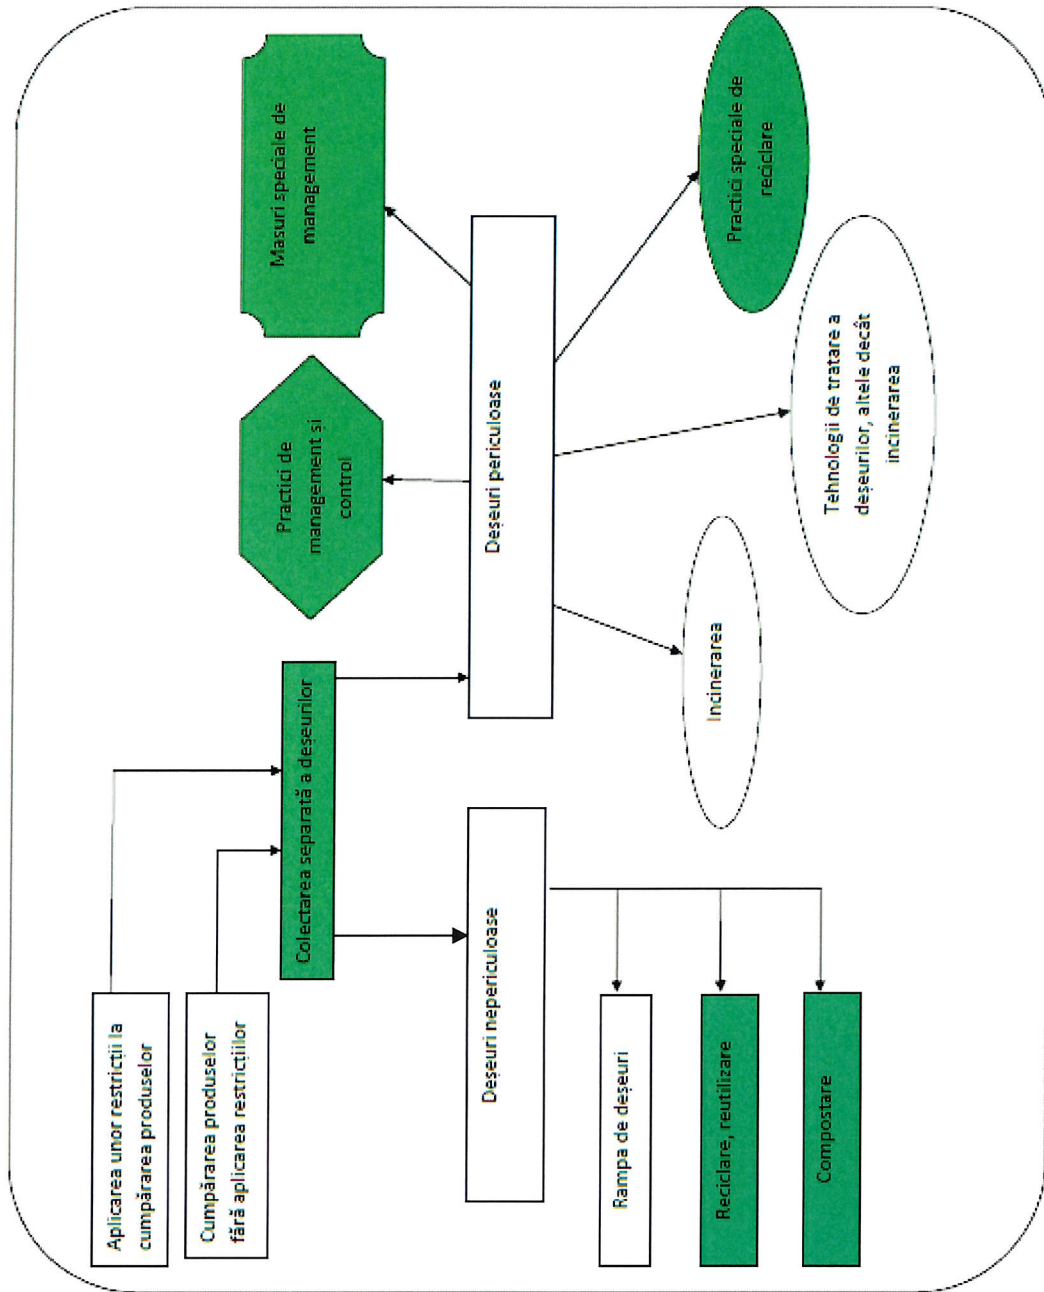 Aplicarea unor restricții la
cumpărarea produselor
Cumpărarea produselor
fără aplicarea restricțiilor
Colectarea separată a deșeurilor
Practici de
management și
control
Masuri speciale de
management
Deșeuri nepericuloase
Deșeuri periculoase
Rampa de deșeuri
Reciclare, reutilizare
Compostare
Incinerarea
Tehnologii de tratare a
deșeurilor, altele decât
incinerarea
Practici speciale de
reciclare